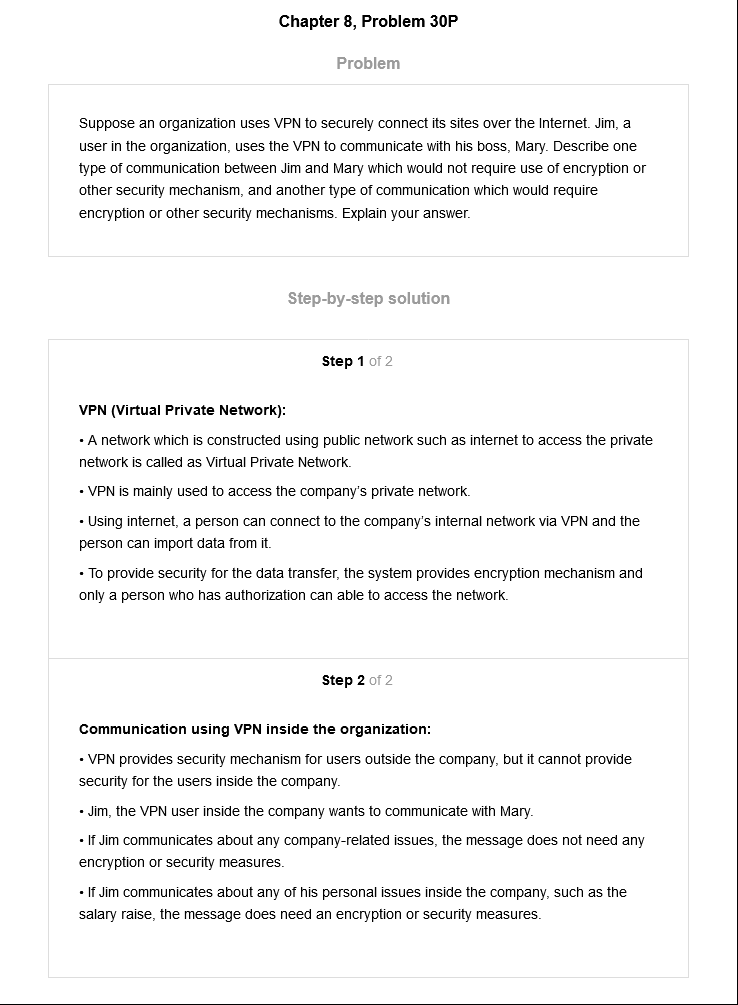 Chapter 8, Problem 30P
Problem
Suppose an organization uses VPN to securely connect its sites over the Internet. Jim, a
user in the organization, uses the VPN to communicate with his boss, Mary. Describe one
type of communication between Jim and Mary which would not require use of encryption or
other security mechanism, and another type of communication which would require
encryption or other security mechanisms. Explain your answer.
Step-by-step solution
Step 1 of 2
VPN (Virtual Private Network):
• A network which is constructed using public network such as internet to access the private
network is called as Virtual Private Network.
• VPN is mainly used to access the company's private network.
• Using internet, a person can connect to the company's internal network via VPN and the
person can import data from it.
• To provide security for the data transfer, the system provides encryption mechanism and
only a person who has authorization can able to access the network.
Step 2 of 2
Communication using VPN inside the organization:
• VPN provides security mechanism for users outside the company, but it cannot provide
security for the users inside the company.
• Jim, the VPN user inside the company wants to communicate with Mary.
• If Jim communicates about any company-related issues, the message does not need any
encryption or security measures.
• If Jim communicates about any of his personal issues inside the company, such as the
salary raise, the message does need an encryption or security measures.